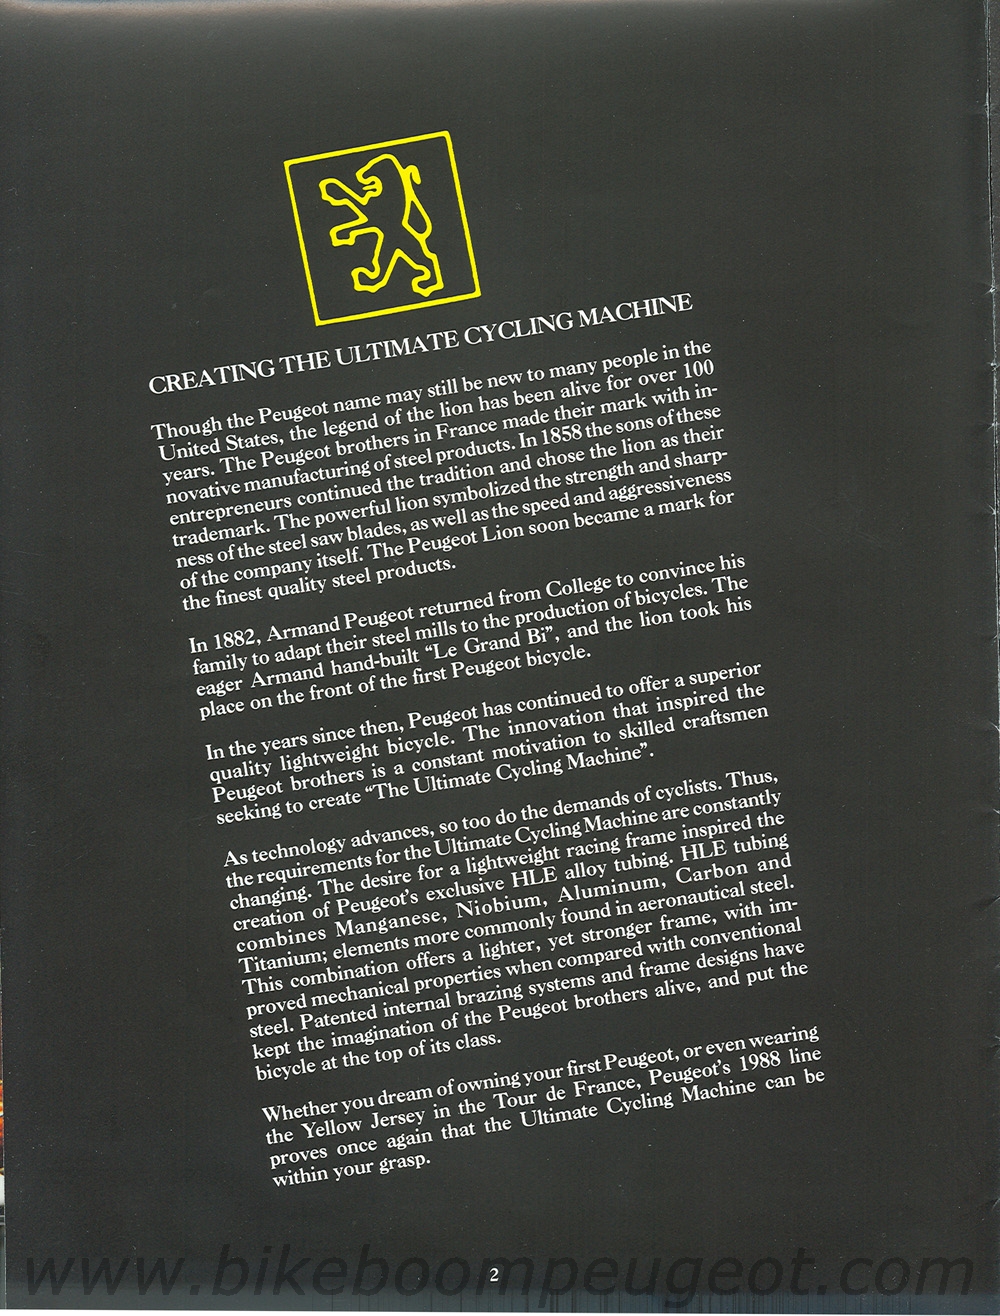 CREATING THE ULTIMATE CYCLING MACHINE
Though the Peugeot name may still be new to many people in the
United States, the legend of the lion has been alive for over 100
years. The Peugeot brothers in France made their mark with in-
novative manufacturing of steel products. In 1858 the sons of these
entrepreneurs continued the tradition and chose the lion as their
trademark. The powerful lion symbolized the strength and sharp-
ness of the steel saw blades, as well as the speed and aggressiveness
of the company itself. The Peugeot Lion soon became a mark for
the finest quality steel products.
In 1882, Armand Peugeot returned from College to convince his
family to adapt their steel mills to the production of bicycles. The
eager Armand hand-built “Le Grand Bi”, and the lion took his
place on the front of the first Peugeot bicycle.
In the years since then, Peugeot has continued to offer a superior
quality lightweight bicycle. The innovation that inspired the
Peugeot brothers is a constant motivation to skilled craftsmen
seeking to create “The Ultimate Cycling Machine”.
As technology advances, so too do the demands of cyclists. Thus,
the requirements for the Ultimate Cycling Machine are constantly
changing. The desire for a lightweight racing frame inspired the
creation of Peugeot's exclusive HLE alloy tubing. HLE tubing
combines Manganese, Niobium, Aluminum, Carbon and
Titanium; elements more commonly found in aeronautical steel.
This combination offers a lighter, yet stronger frame, with im-
proved mechanical properties when compared with conventional
steel. Patented internal brazing systems and frame designs have
kept the imagination of the Peugeot brothers alive, and put the
bicycle at the top of its class.
Whether you dream of owning your first Peugeot, or even wearing
the Yellow Jersey in the Tour de France, Peugeot's 1988 line
proves once again that the Ultimate Cycling Machine can be
within your grasp.
2
www.bikeboompeugeot.com